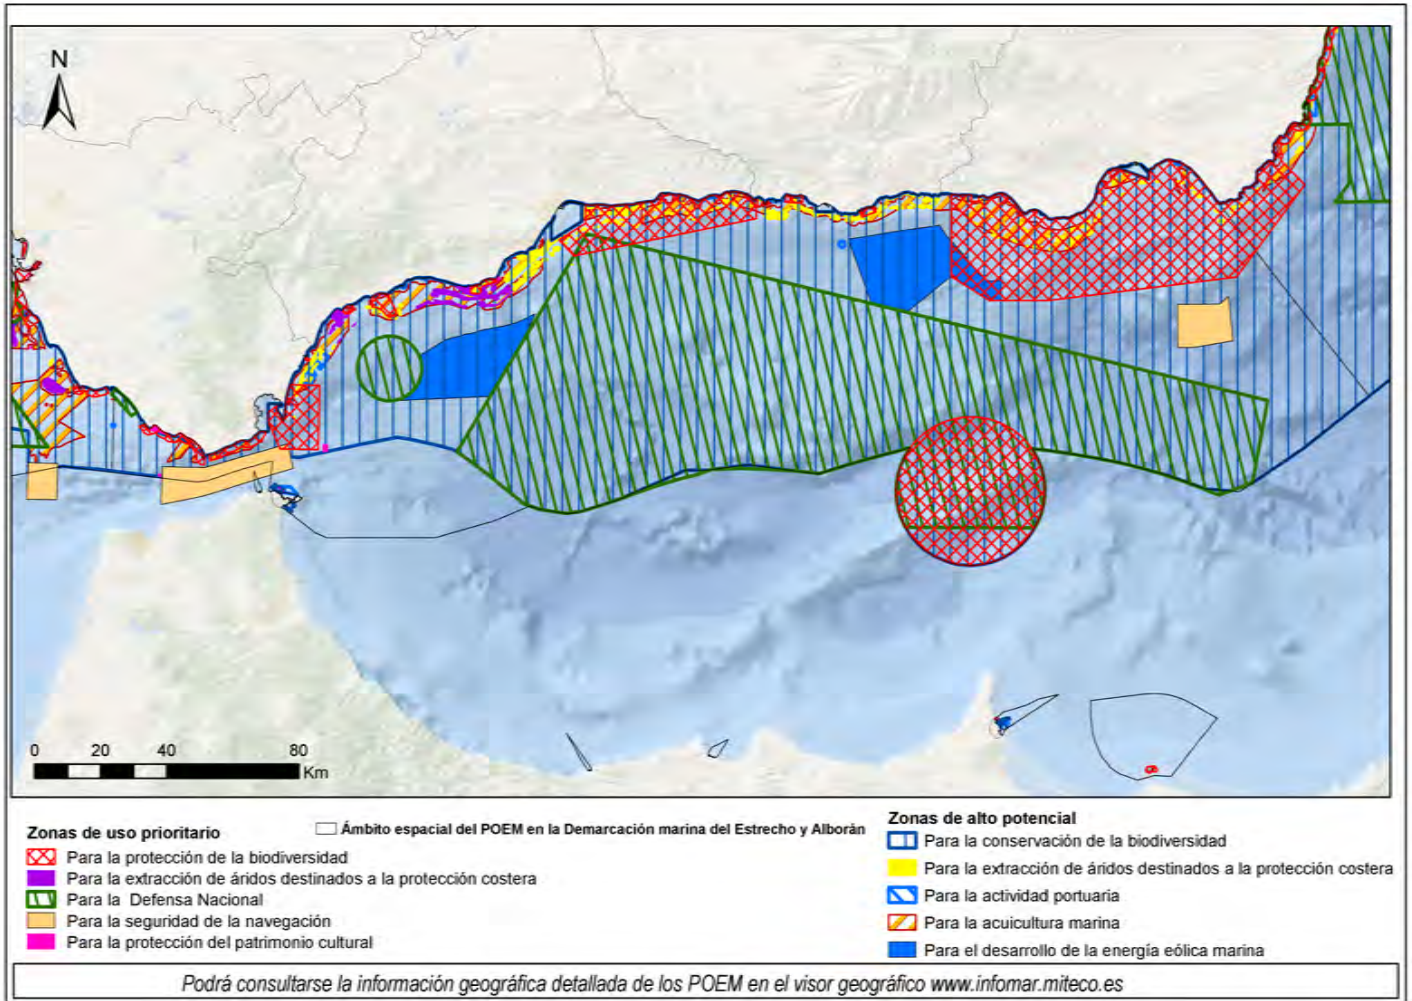 N
0 20 40 80
Km
Zonas de uso prioritario
Ámbito espacial del POEM en la Demarcación marina del Estrecho y Alborán
Para la protección de la biodiversidad
Para la extracción de áridos destinados a la protección costera
Para la Defensa Nacional
Para la seguridad de la navegación
Para la protección del patrimonio cultural
Zonas de alto potencial
Para la conservación de la biodiversidad
Para la extracción de áridos destinados a la protección costera
Para la actividad portuaria
Para la acuicultura marina
Para el desarrollo de la energía eólica marina
Podrá consultarse la información geográfica detallada de los POEM en el visor geográfico www.infomar.miteco.es